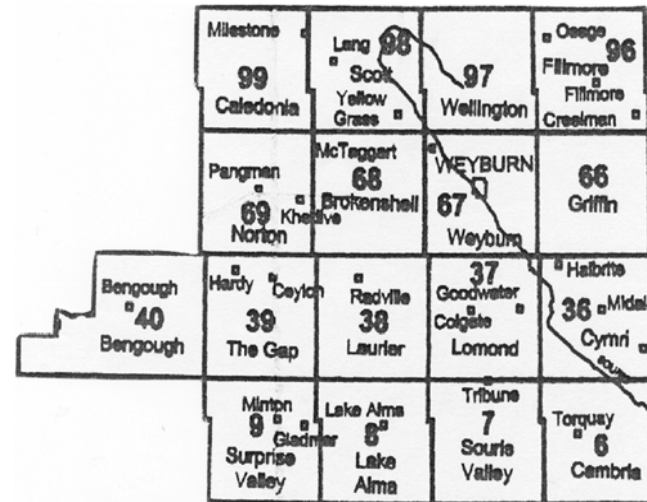 Milestone
99
Caledonia
Lang
98
Scott
Yellow
Grass
97
Wellington
Osage
96
Fillmore
Fillmore
Creelman
Pangman
69
Khedive
Norton
McTaggart
68
Brokenshell
WEYBURN
67
Weyburn
66
Griffin
Bengough
40
Bengough
Hardy
Ceylon
39
The Gap
Radville
38
Laurier
37
Goodwater
Colgate
Lomond
Halbrite
36
Midal
Cymri
SOURI
Minton
9
Gladmar
Surprise
Valley
Lake Alma
8
Lake
Alma
Tribune
7
Souris
Valley
Torquay
6
Cambria